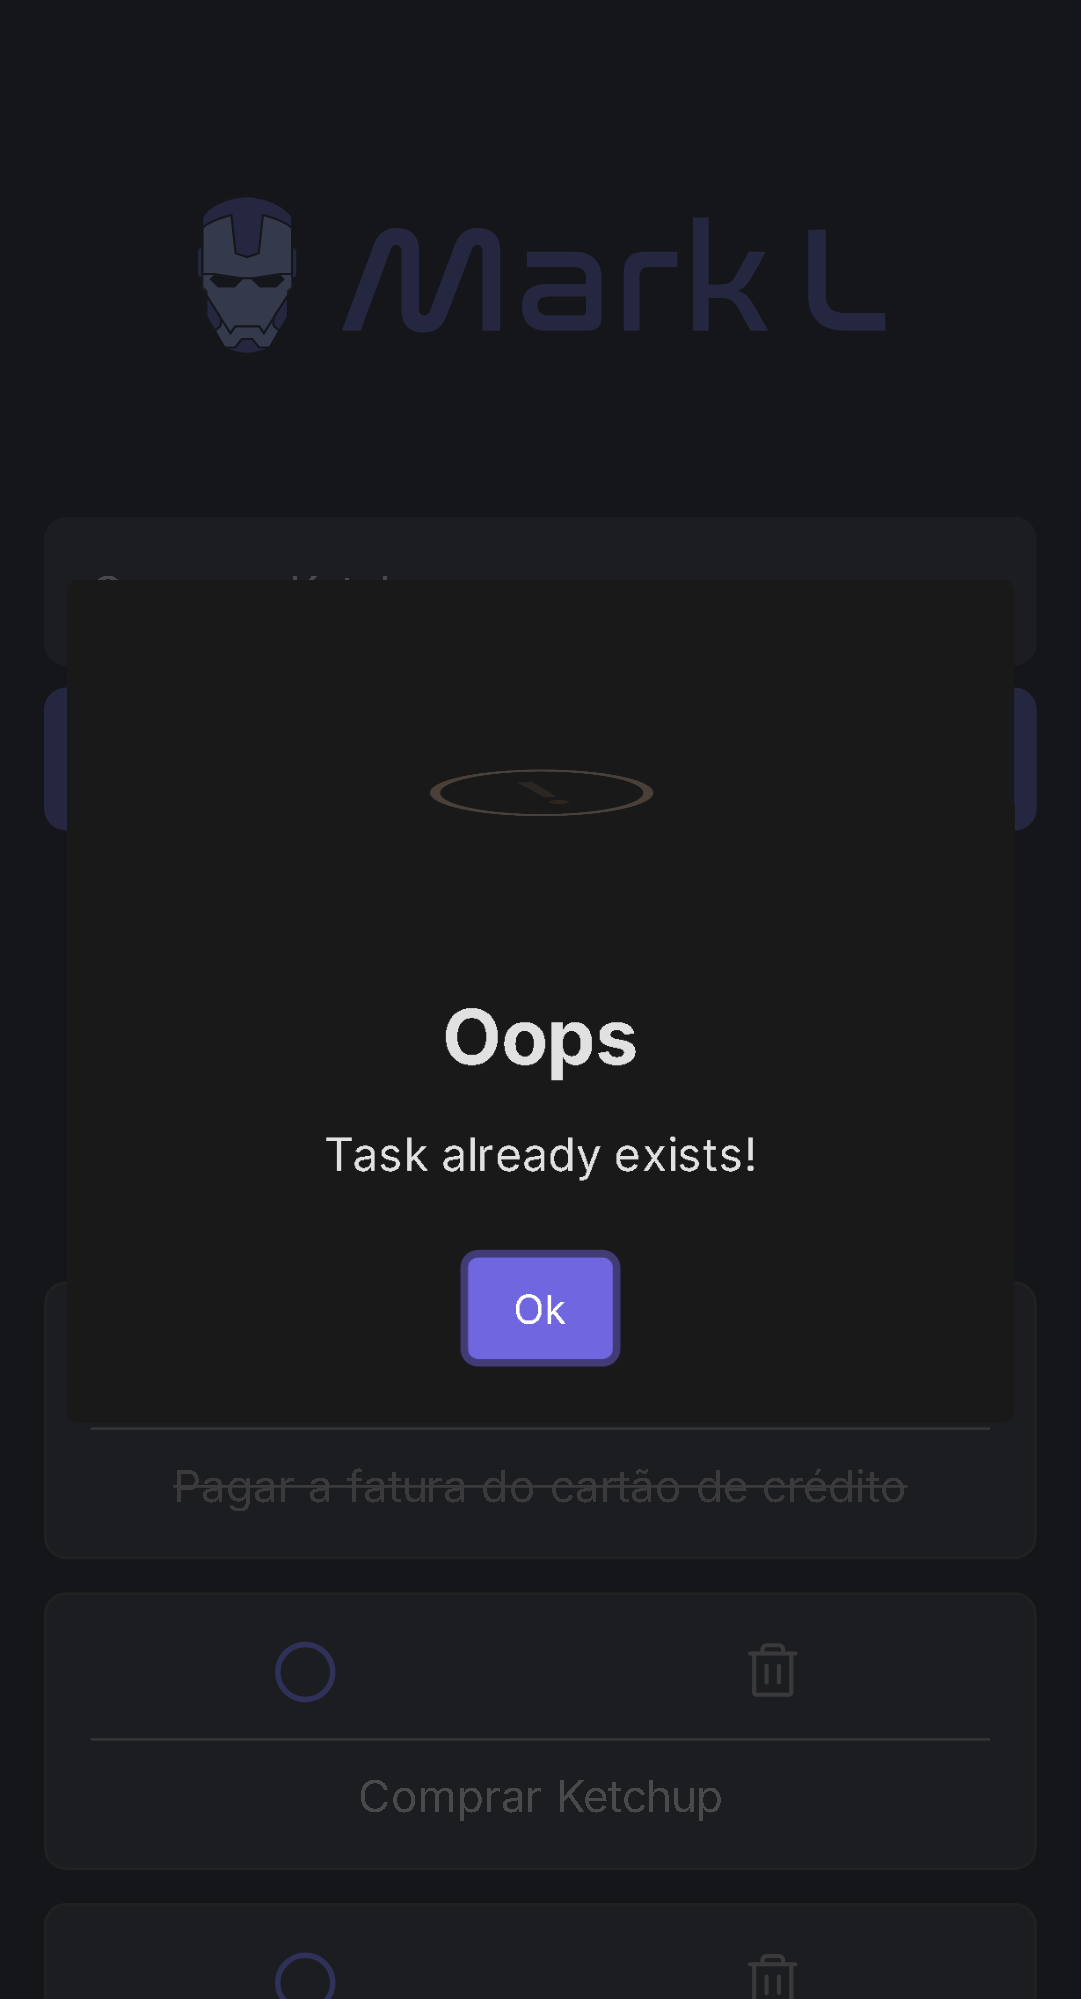 Mark L
Oops
Task already exists!
Ok
Pagar a fatura do cartão de crédito
Comprar Ketchup